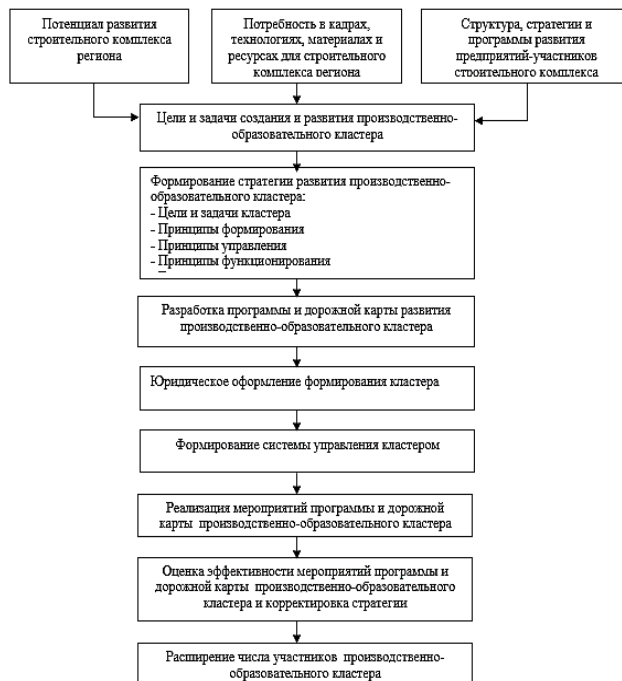 Потенциал развития
строительного комплекса
региона
Потребность в кадрах,
технологиях, материалах и
ресурсах для строительного
комплекса региона
Структура, стратегии и
программы развития
предприятий-участников
строительного комплекса
Цели и задачи создания и развития производственно-
образовательного кластера
Формирование стратегии развития производственно-
образовательного кластера:
- Цели и задачи кластера
- Принципы формирования
- Принципы управления
- Принципы функционирования
Разработка программы и дорожной карты развития
производственно-образовательного кластера
Юридическое оформление формирования кластера
Формирование системы управления кластером
Реализация мероприятий программы и дорожной
карты производственно-образовательного кластера
Оценка эффективности мероприятий программы и
дорожной карты производственно-образовательного
кластера и корректировка стратегии
Расширение числа участников производственно-
образовательного кластера